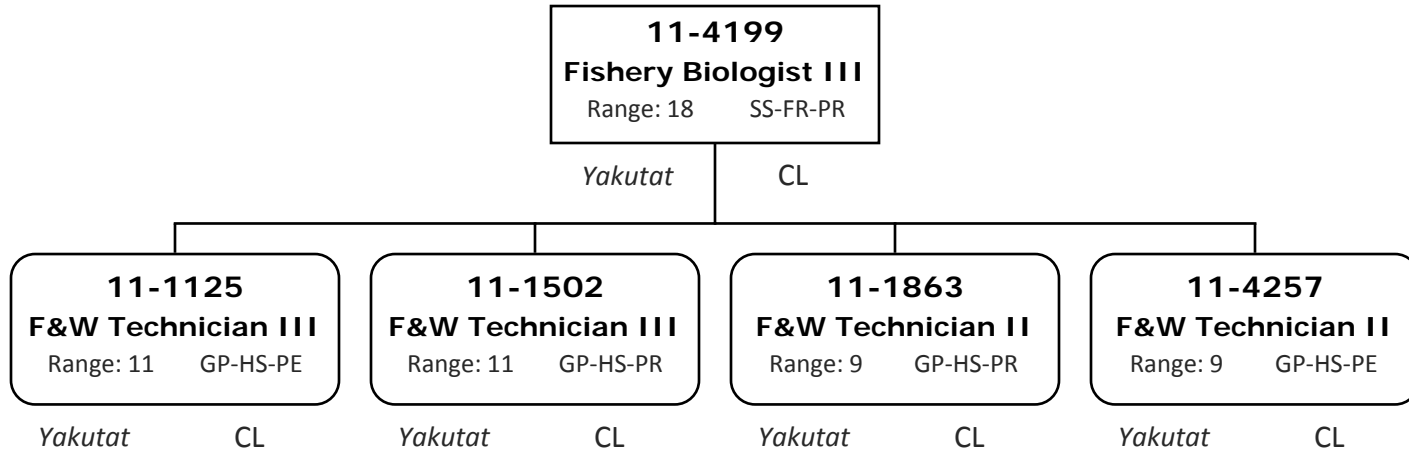 11-4199
Fishery Biologist III
Range: 18 SS-FR-PR
Yakutat CL
11-1125
F&W Technician III
Range: 11 GP-HS-PE
Yakutat CL
11-1502
F&W Technician III
Range: 11 GP-HS-PR
Yakutat CL
11-1863
F&W Technician II
Range: 9 GP-HS-PR
Yakutat CL
11-4257
F&W Technician II
Range: 9 GP-HS-PE
Yakutat CL